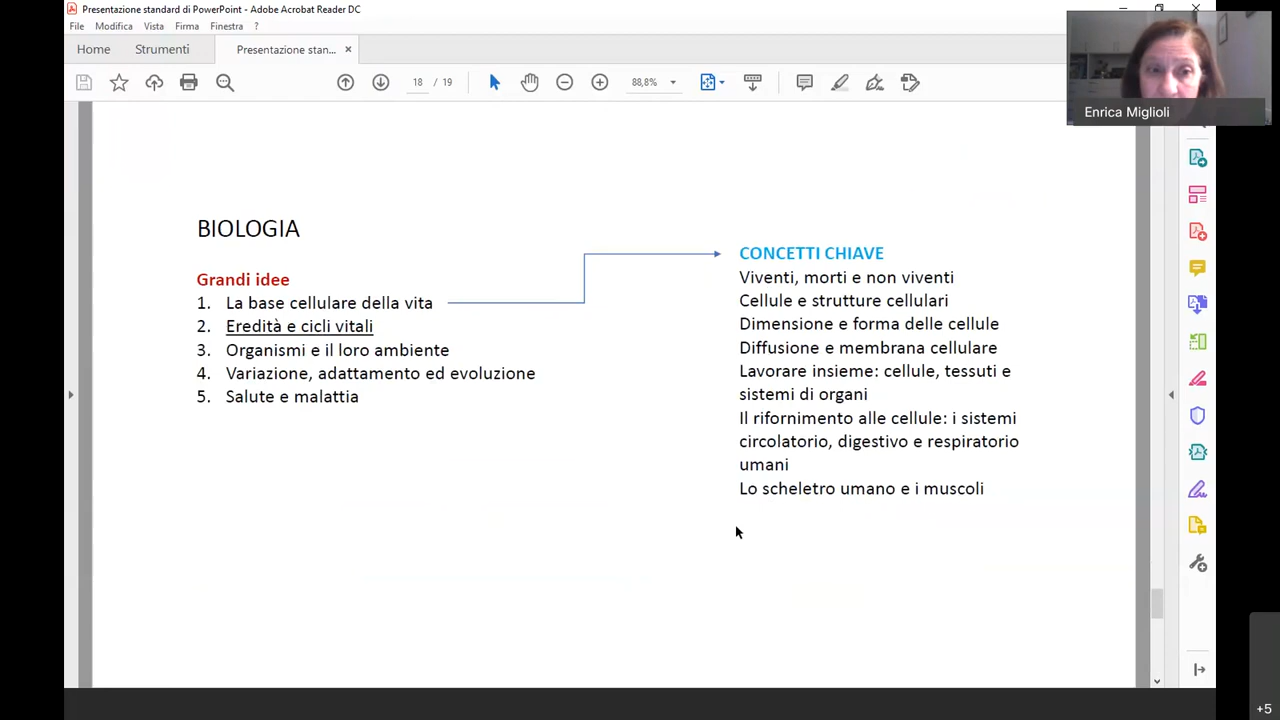 Presentazione standard di PowerPoint - Adobe Acrobat Reader DC
File Modifica Vista Firma Finestra ?
Home Strumenti Presentazione stan... ×
18 / 19 88,8%
Enrica Miglioli
BIOLOGIA
Grandi idee
1. La base cellulare della vita
2. Eredità e cicli vitali
3. Organismi e il loro ambiente
4. Variazione, adattamento ed evoluzione
5. Salute e malattia
CONCETTI CHIAVE
Viventi, morti e non viventi
Cellule e strutture cellulari
Dimensione e forma delle cellule
Diffusione e membrana cellulare
Lavorare insieme: cellule, tessuti e
sistemi di organi
Il rifornimento alle cellule: i sistemi
circolatorio, digestivo e respiratorio
umani
Lo scheletro umano e i muscoli
+5